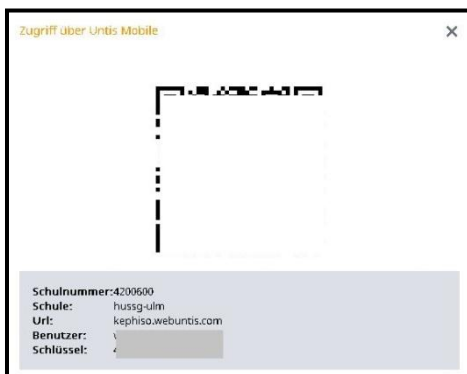 Zugriff über Untis Mobile
Schulnummer:4200600
Schule: hussg-ulm
Url: kephiso.webuntis.com
Benutzer:
Schlüssel: